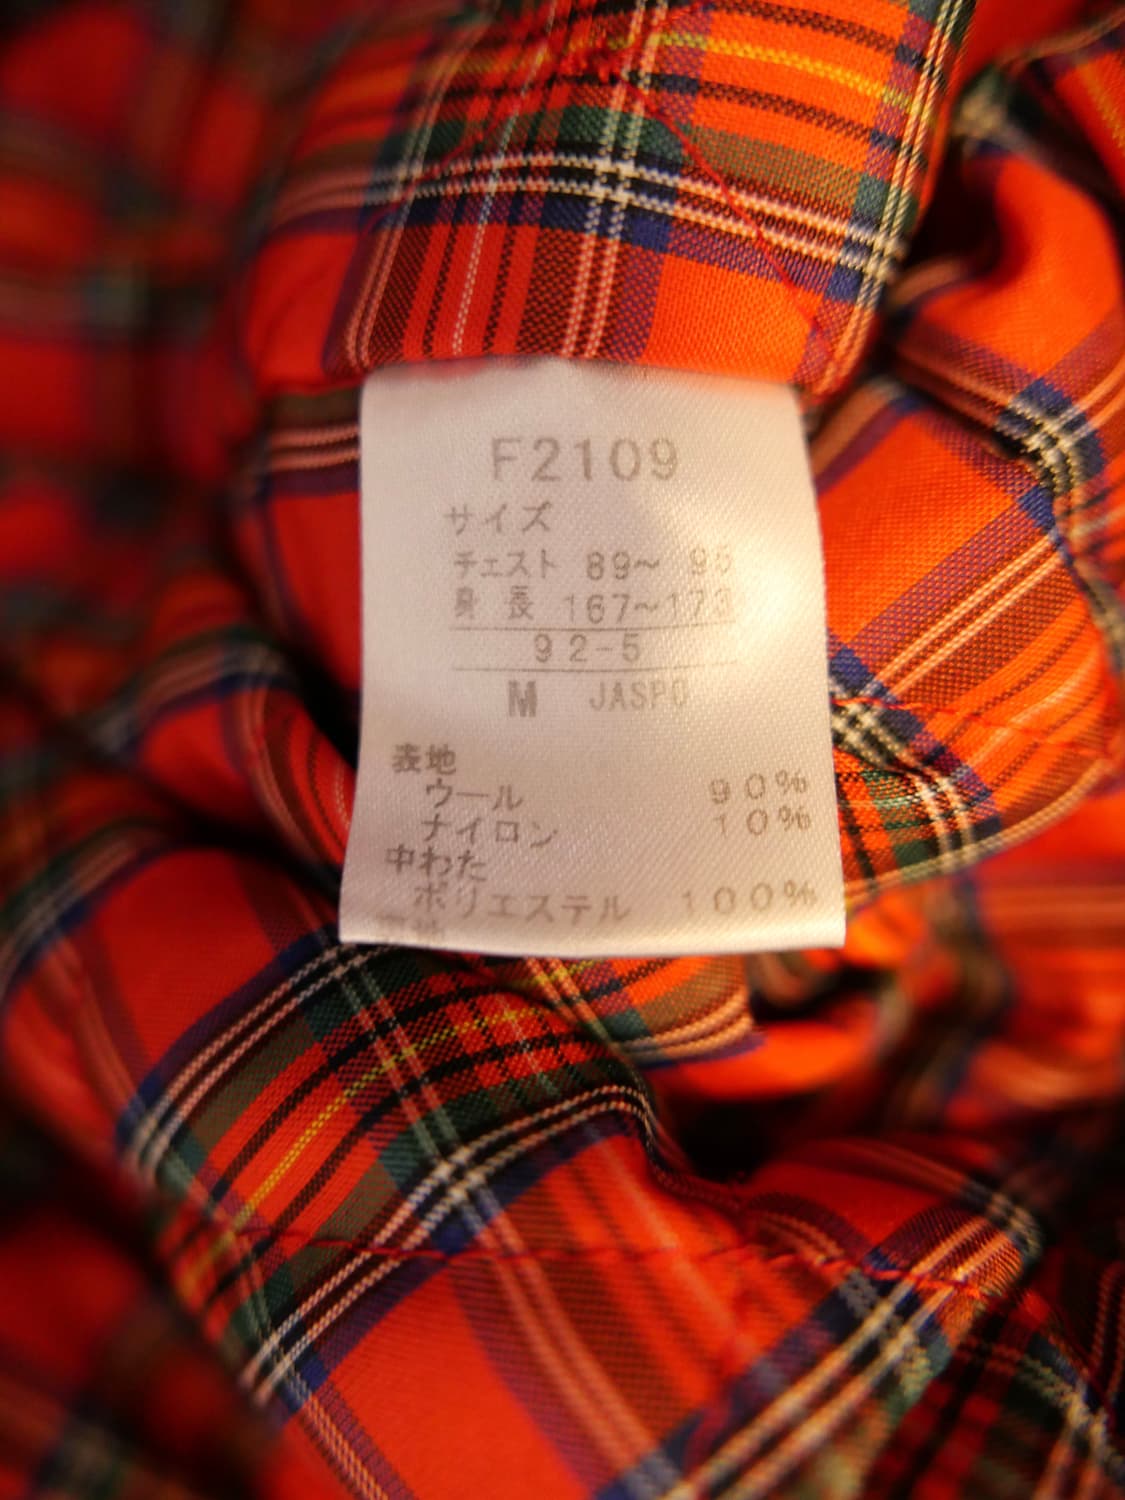 F2109
サイズ
チェスト 89〜 95
身 長 167〜173
92-5
M JASPO
表地
ウール 90%
ナイロン 10%
中わた
ポリエステル 100%